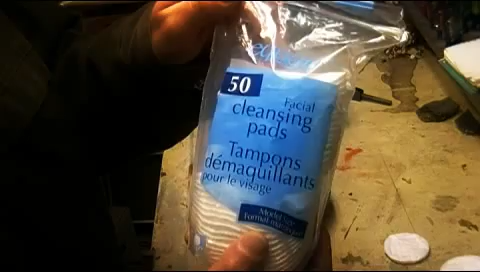 50
Facial
cleansing
pads
Tampons
démaquillants
pour le visage